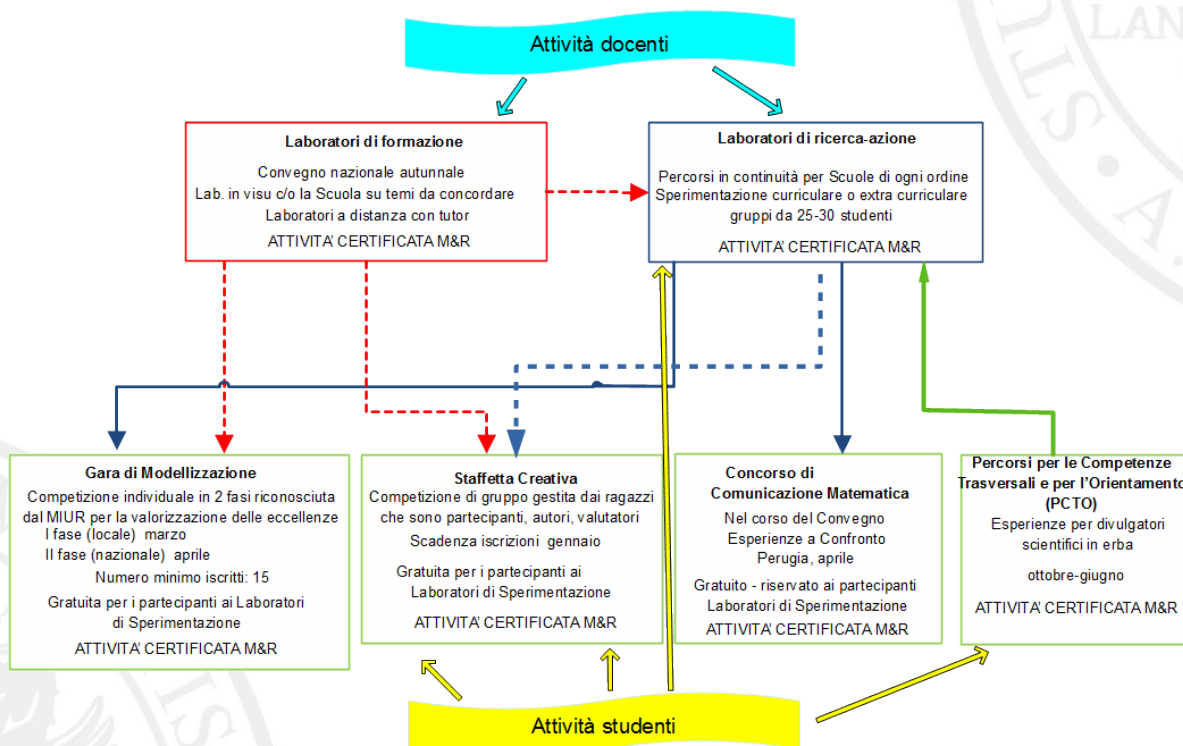 Attività docenti
Laboratori di formazione
Convegno nazionale autunnale
Lab. in visu c/o la Scuola su temi da concordare
Laboratori a distanza con tutor
ATTIVITA' CERTIFICATA M&R
Laboratori di ricerca-azione
Percorsi in continuità per Scuole di ogni ordine
Sperimentazione curriculare o extra curriculare
gruppi da 25-30 studenti
ATTIVITA' CERTIFICATA M&R
Gara di Modellizzazione
Competizione individuale in 2 fasi riconosciuta
dal MIUR per la valorizzazione delle eccellenze
I fase (locale) marzo
II fase (nazionale) aprile
Numero minimo iscritti: 15
Gratuita per i partecipanti ai Laboratori
di Sperimentazione
ATTIVITA' CERTIFICATA M&R
Staffetta Creativa
Competizione di gruppo gestita dai ragazzi
che sono partecipanti, autori, valutatori
Scadenza iscrizioni gennaio
Gratuita per i partecipanti ai
Laboratori di Sperimentazione
ATTIVITA' CERTIFICATA M&R
Concorso di
Comunicazione Matematica
Nel corso del Convegno
Esperienze a Confronto
Perugia, aprile
Gratuito - riservato ai partecipanti
Laboratori di Sperimentazione
ATTIVITA' CERTIFICATA M&R
Percorsi per le Competenze
Trasversali e per l'Orientamento
(PCTO)
Esperienze per divulgatori
scientifici in erba
ottobre-giugno
ATTIVITA' CERTIFICATA M&R
Attività studenti